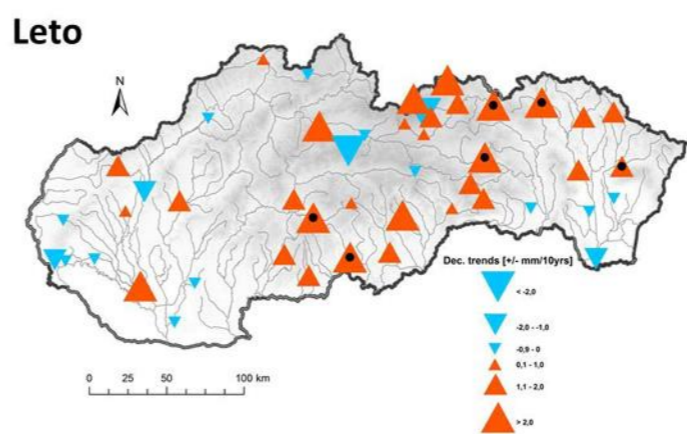 Leto
N
Dec. trends [+/- mm/10yrs]
< -2,0
-2,0 - -1,0
-0,9 - 0
0,1 - 1,0
1,1 - 2,0
> 2,0
0 25 50 100 km